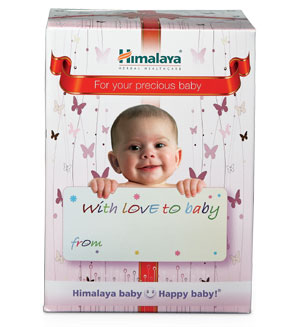 Himalaya
HERBAL HEALTHCARE
For your precious baby
With love to baby
from
Himalaya baby Happy baby!*